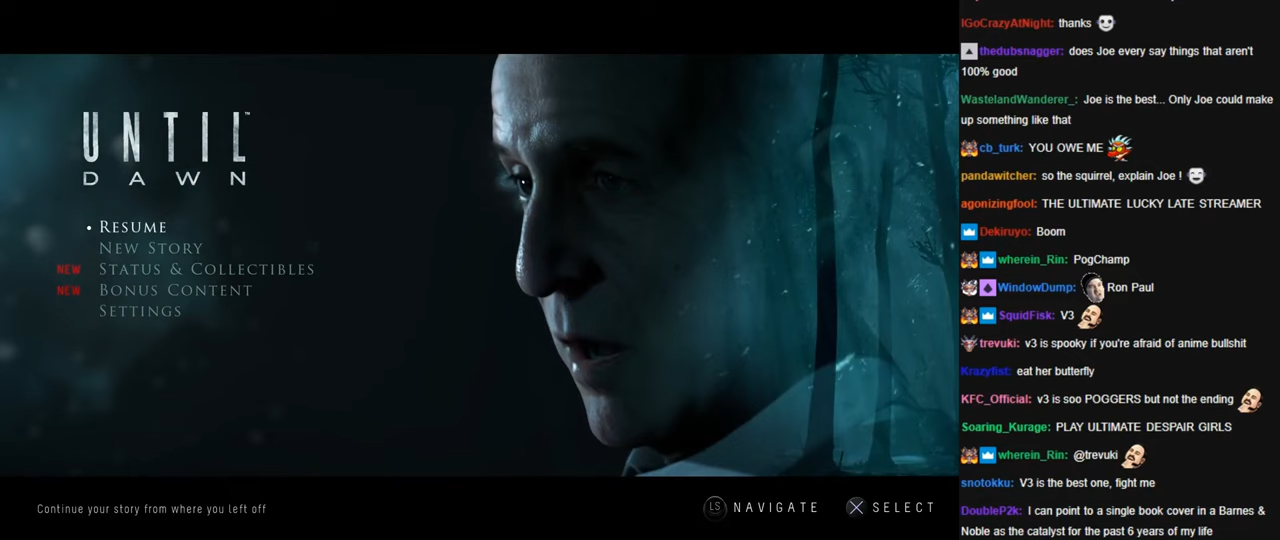 UNTIL™
DAWN
• RESUME
NEW STORY
NEW STATUS & COLLECTIBLES
NEW BONUS CONTENT
SETTINGS
Continue your story from where you left off
LS NAVIGATE
SELECT
IGoCrazyAtNight: thanks
thedubsnagger: does Joe every say things that aren't
100% good
WastelandWanderer_: Joe is the best... Only Joe could make
up something like that
cb_turk: YOU OWE ME
pandawitcher: so the squirrel, explain Joe !
agonizingfool: THE ULTIMATE LUCKY LATE STREAMER
Dekiruyo: Boom
wherein_Rin: PogChamp
WindowDump: Ron Paul
SquidFisk: V3
trevuki: v3 is spooky if you're afraid of anime bullshit
Krazyfist: eat her butterfly
KFC_Official: v3 is soo POGGERS but not the ending
Soaring_Kurage: PLAY ULTIMATE DESPAIR GIRLS
wherein_Rin: @trevuki
snotokku: V3 is the best one, fight me
DoubleP2k: I can point to a single book cover in a Barnes &
Noble as the catalyst for the past 6 years of my life